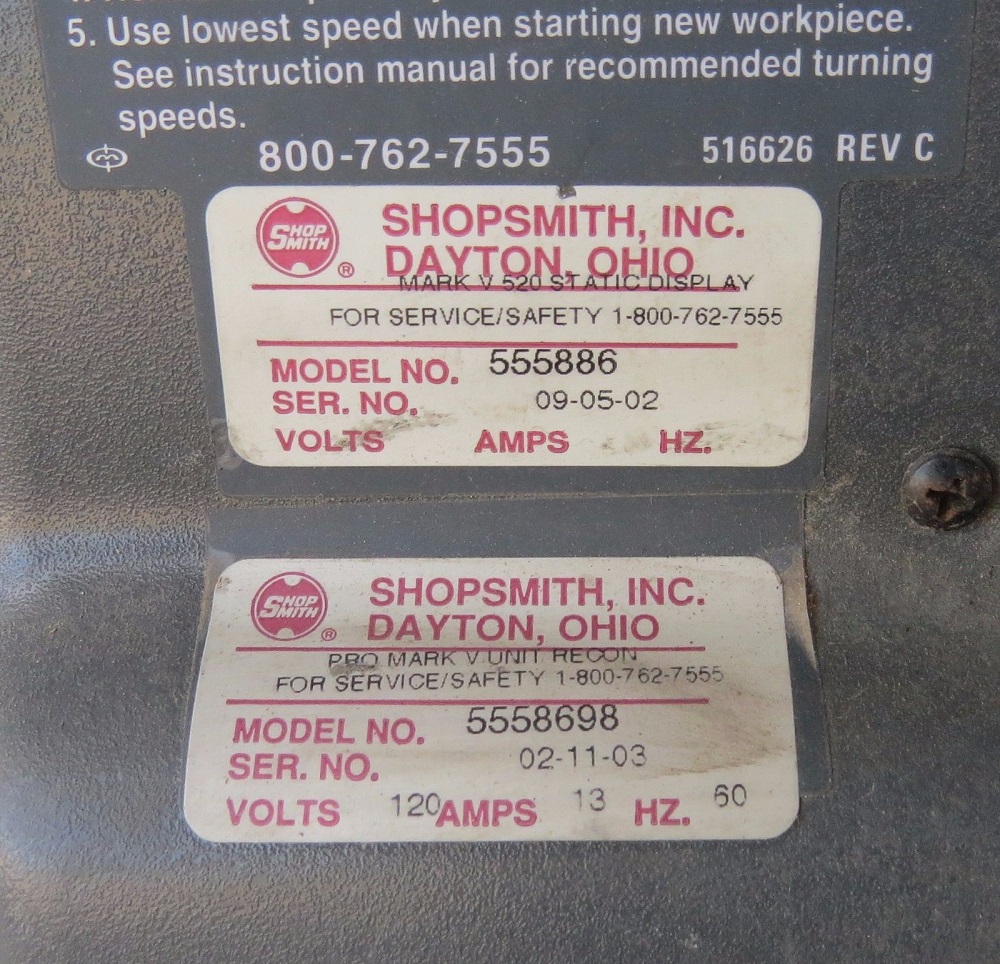 5. Use lowest speed when starting new workpiece.
See instruction manual for recommended turning
speeds.
800-762-7555 516626 REV C
SHOP
SMITH
®
SHOPSMITH, INC.
DAYTON, OHIO
MARK V 520 STATIC DISPLAY
FOR SERVICE/SAFETY 1-800-762-7555
MODEL NO. 555886
SER. NO. 09-05-02
VOLTS AMPS HZ.
SHOP
SMITH
®
SHOPSMITH, INC.
DAYTON, OHIO
PRO MARK V UNIT RECON
FOR SERVICE/SAFETY 1-800-762-7555
MODEL NO. 5558698
SER. NO. 02-11-03
VOLTS 120 AMPS 13 HZ. 60